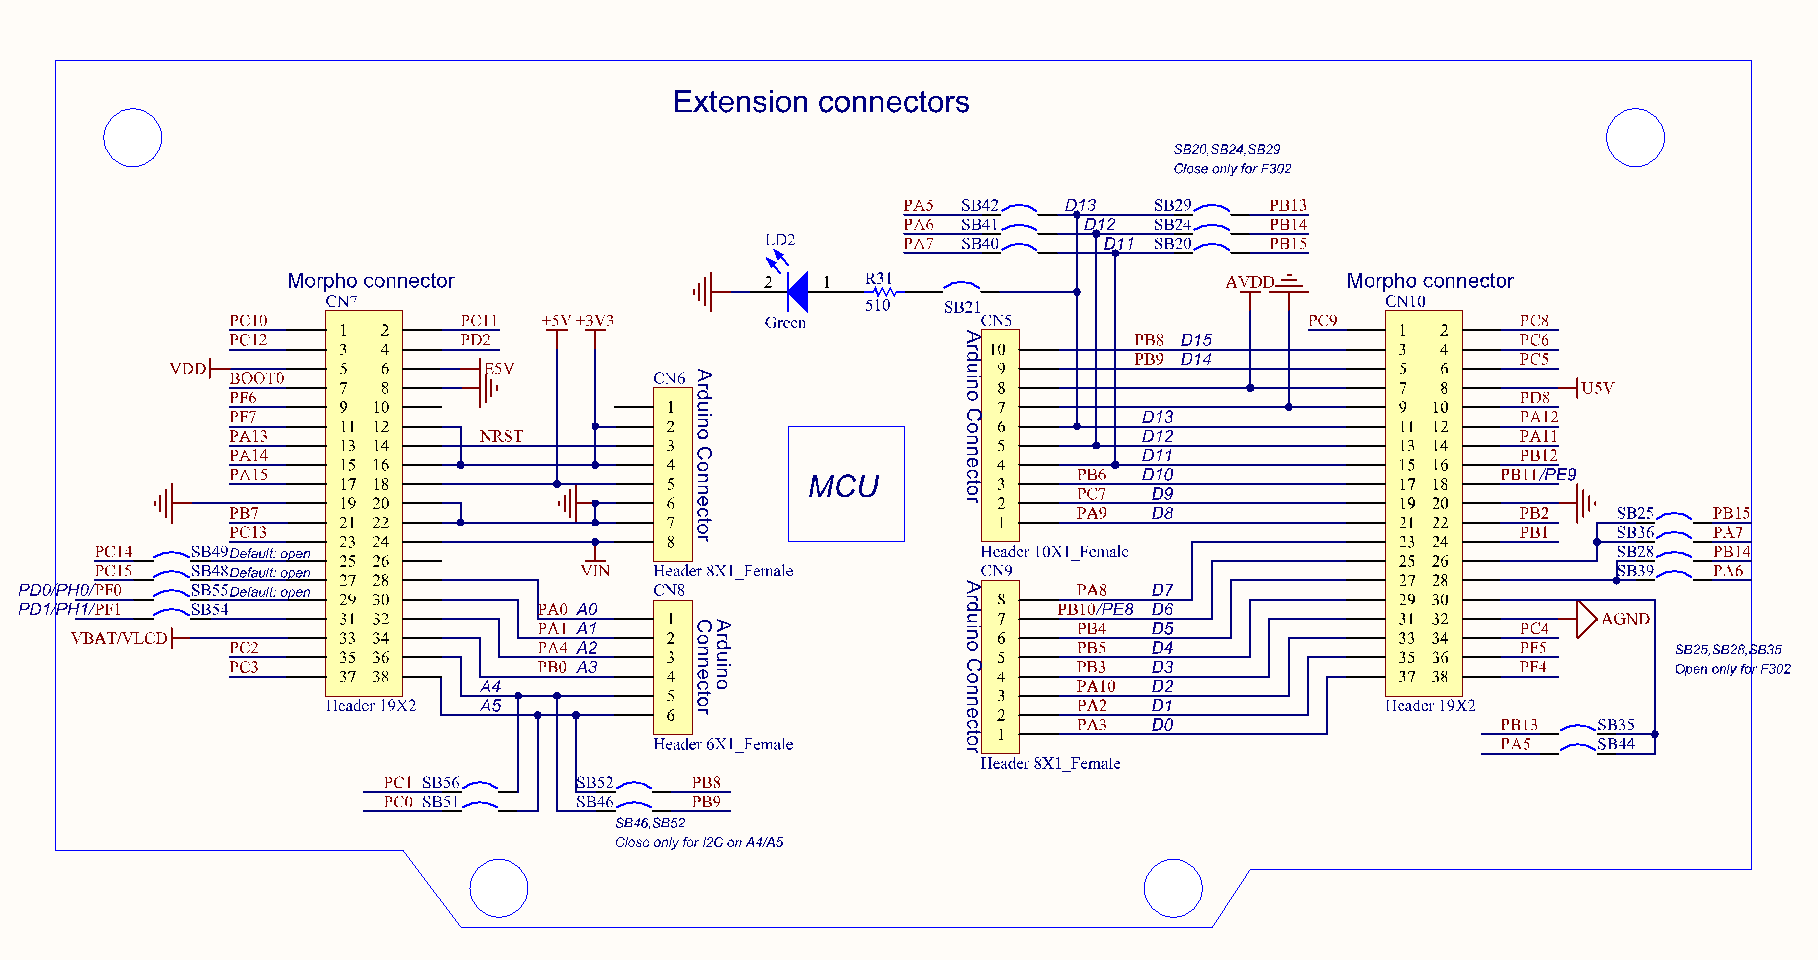 Extension connectors
SB20,SB24,SB29
Close only for F302
PA5 SB42 D13 SB29 PB13
PA6 SB41 D12 SB24 PB14
PA7 SB40 D11 SB20 PB15
LD2
2 1 R31
510
SB21
Green
Morpho connector
CN7
PC10 1 2 PC11
PC12 3 4 PD2
VDD 5 6 E5V
BOOT0 7 8
PF6 9 10
PF7 11 12
PA13 13 14 NRST
PA14 15 16
PA15 17 18
19 20
PB7 21 22
PC13 23 24
PC14 SB49 Default: open 25 26
PC15 SB48 Default: open 27 28
PD0/PH0/PF0 SB55 Default: open 29 30
PD1/PH1/PF1 SB54 31 32
VBAT/VLCD 33 34
PC2 35 36
PC3 37 38
Header 19X2
+5V +3V3
CN6
1
2
3
4
5
6
7
8
Arduino Connector
VIN
Header 8X1_Female
CN8
PA0 A0 1
PA1 A1 2
PA4 A2 3
PB0 A3 4
A4 5
A5 6
Arduino
Connector
Header 6X1_Female
PC1 SB56 SB52 PB8
PC0 SB51 SB46 PB9
SB46,SB52
Close only for I2C on A4/A5
MCU
CN5
Arduino Connector
10 PB8 D15
9 PB9 D14
8
7
6 D13
5 D12
4 D11
3 PB6 D10
2 PC7 D9
1 PA9 D8
Header 10X1_Female
CN9
Arduino Connector
8 PA8 D7
7 PB10/PE8 D6
6 PB4 D5
5 PB5 D4
4 PB3 D3
3 PA10 D2
2 PA2 D1
1 PA3 D0
Header 8X1_Female
AVDD
Morpho connector
CN10
PC9 1 2 PC8
3 4 PC6
5 6 PC5
7 8 U5V
9 10 PD8
11 12 PA12
13 14 PA11
15 16 PB12
17 18 PB11/PE9
19 20
21 22 PB2
23 24 PB1
25 26
27 28
29 30
31 32 AGND
33 34 PC4
35 36 PF5
37 38 PF4
Header 19X2
SB25 PB15
SB36 PA7
SB28 PB14
SB39 PA6
SB25,SB28,SB35
Open only for F302
PB13 SB35
PA5 SB44